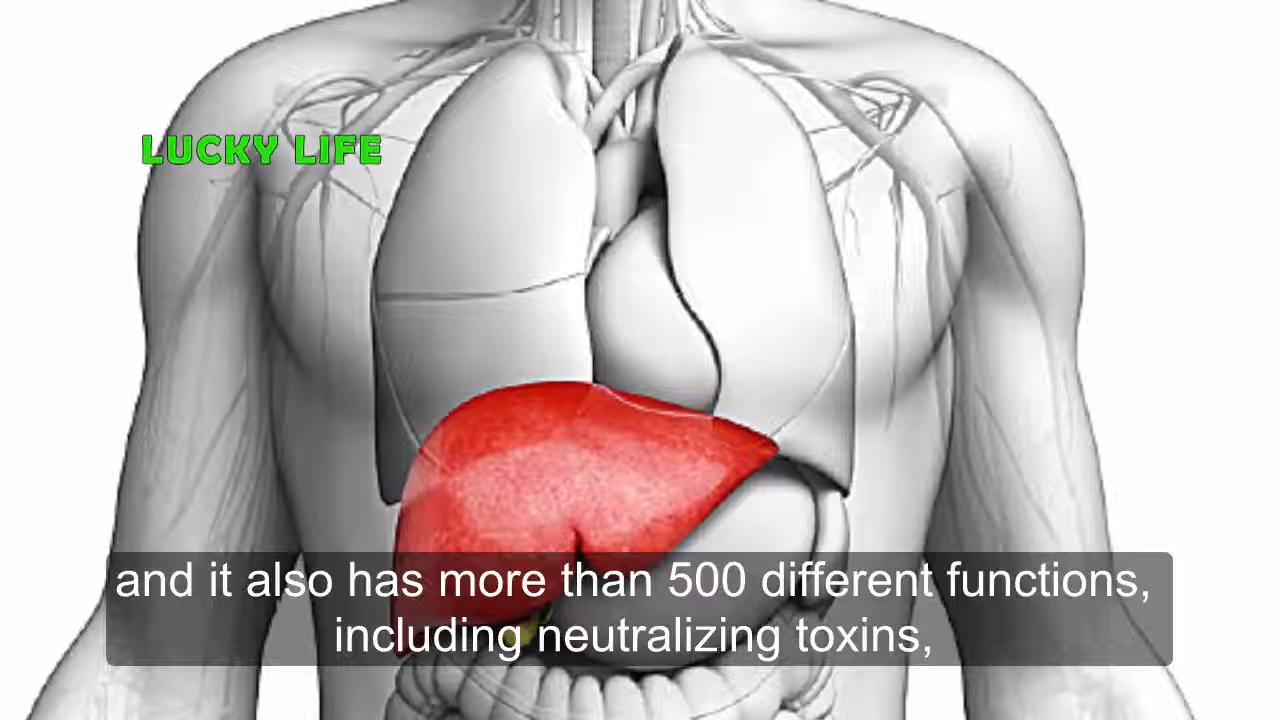 LUCKY LIFE
and it also has more than 500 different functions,
including neutralizing toxins,